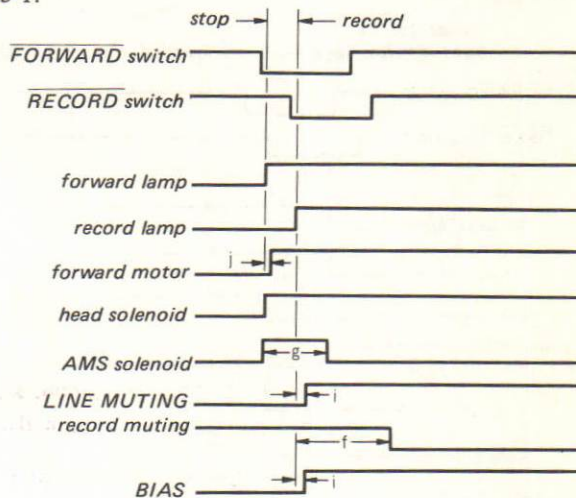 stop record
FORWARD switch
RECORD switch
forward lamp
record lamp
j
forward motor
head solenoid
g
AMS solenoid
i
LINE MUTING
record muting
f
i
BIAS